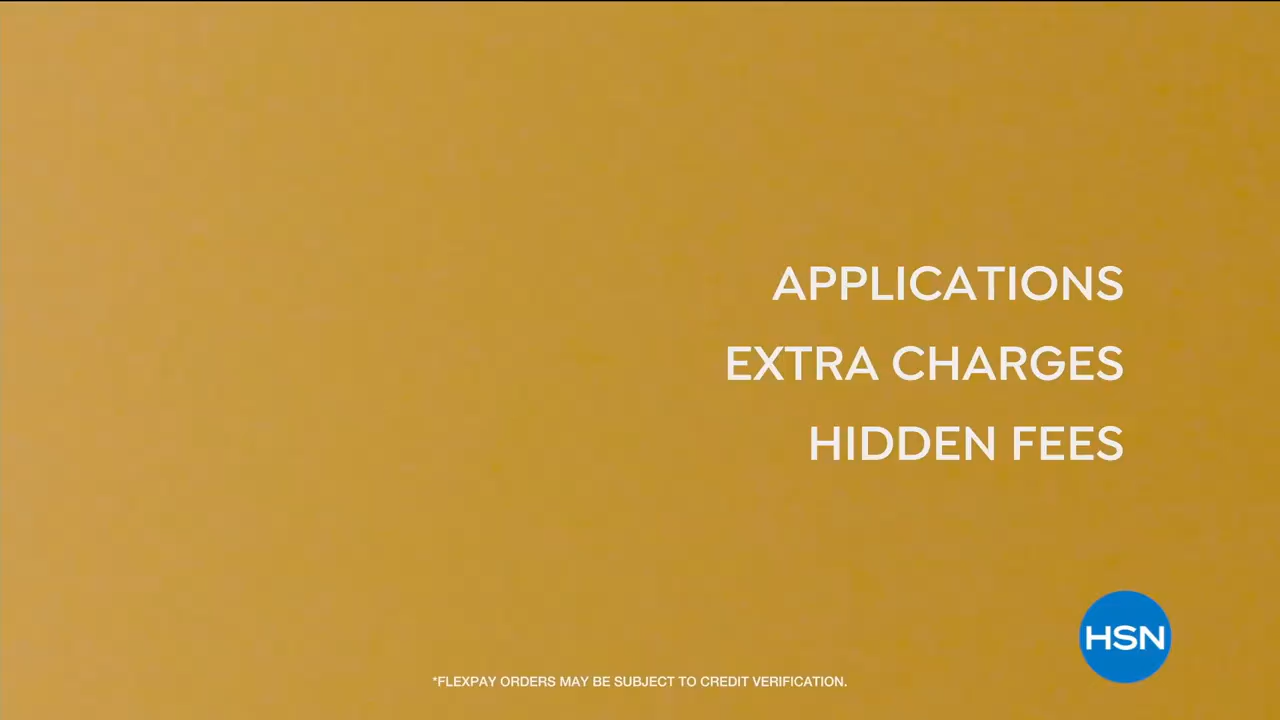 APPLICATIONS
EXTRA CHARGES
HIDDEN FEES
HSN
*FLEXPAY ORDERS MAY BE SUBJECT TO CREDIT VERIFICATION.